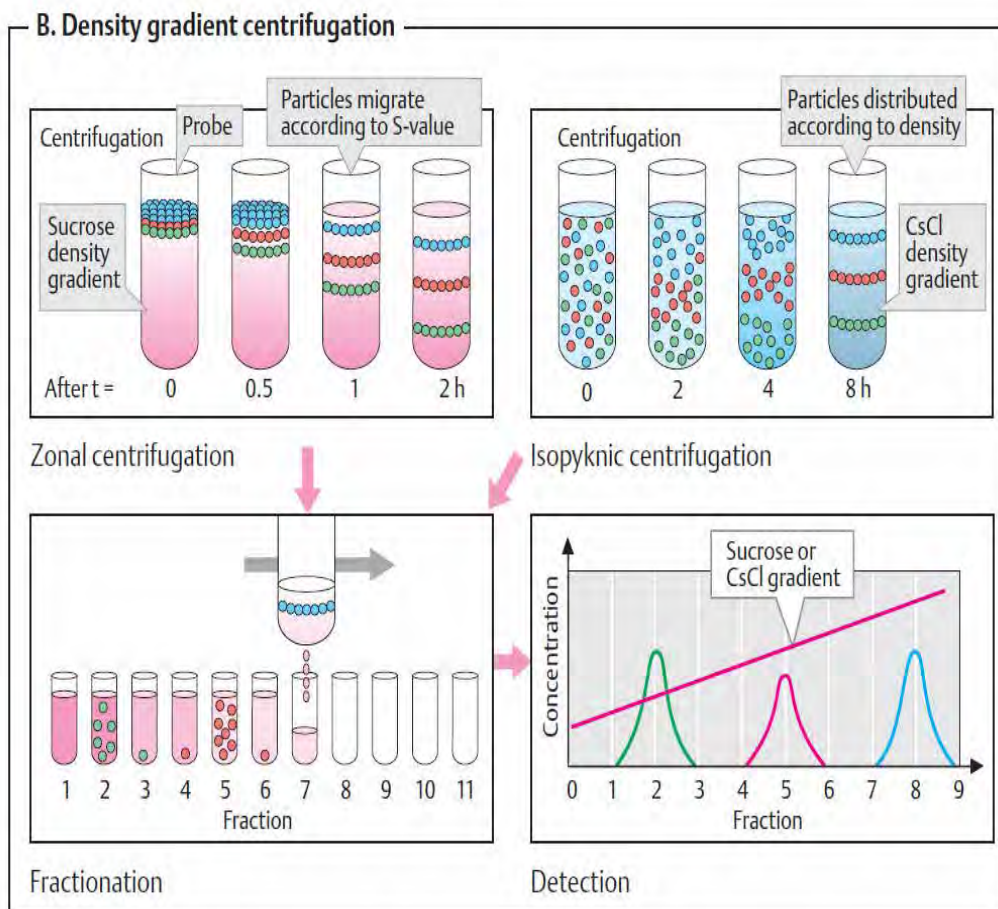 B. Density gradient centrifugation
Centrifugation
Probe
Particles migrate
according to S-value
Sucrose
density
gradient
After t = 0 0.5 1 2 h
Zonal centrifugation
Centrifugation
Particles distributed
according to density
CsCl
density
gradient
0 2 4 8 h
Isopyknic centrifugation
1 2 3 4 5 6 7 8 9 10 11
Fraction
Fractionation
Concentration
Sucrose or
CsCl gradient
0 1 2 3 4 5 6 7 8 9
Fraction
Detection